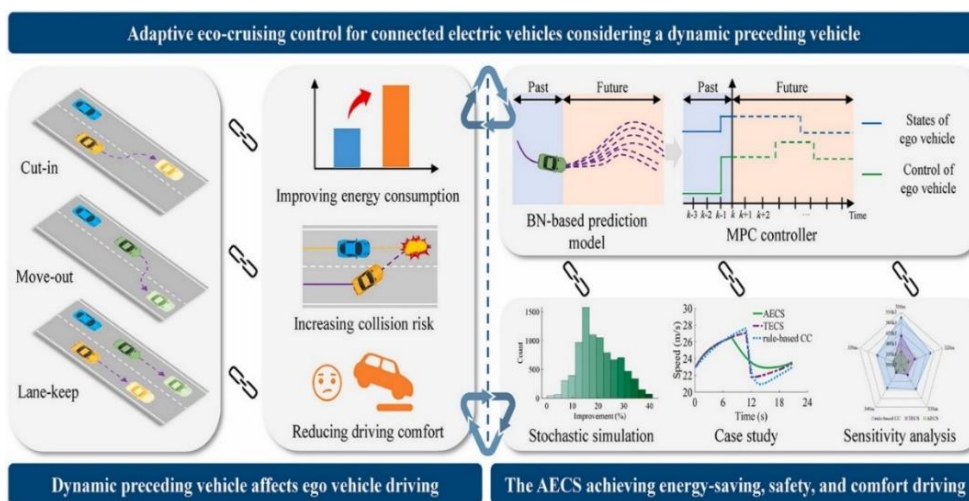 Adaptive eco-cruising control for connected electric vehicles considering a dynamic preceding vehicle
Cut-in
Move-out
Lane-keep
Improving energy consumption
Increasing collision risk
Reducing driving comfort
Past
Future
BN-based prediction
model
Past
Future
k-3 k-2 k-1 k k+1 k+2 ...
Time
MPC controller
States of
ego vehicle
Control of
ego vehicle
Count
1500
1000
500
0
0 10 20 30 40
Improvement (%)
Stochastic simulation
Speed (m/s)
30
28
26
24
22
20
AECS
TECS
rule-based CC
0 6 12 18 24
Time (s)
Case study
Sensitivity analysis
Dynamic preceding vehicle affects ego vehicle driving
The AECS achieving energy-saving, safety, and comfort driving